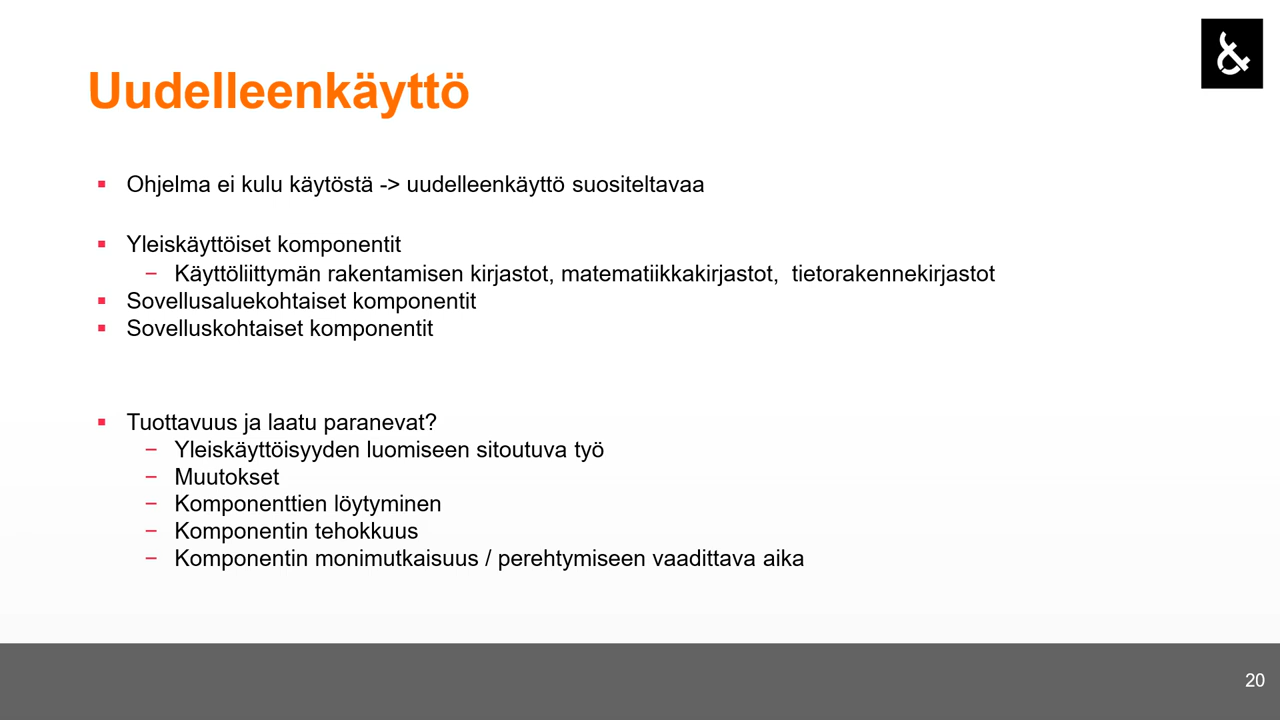 &
Uudelleenkäyttö
▪ Ohjelma ei kulu käytöstä -> uudelleenkäyttö suositeltavaa
▪ Yleiskäyttöiset komponentit
– Käyttöliittymän rakentamisen kirjastot, matematiikkakirjastot, tietorakennekirjastot
▪ Sovellusaluekohtaiset komponentit
▪ Sovelluskohtaiset komponentit
▪ Tuottavuus ja laatu paranevat?
– Yleiskäyttöisyyden luomiseen sitoutuva työ
– Muutokset
– Komponenttien löytyminen
– Komponentin tehokkuus
– Komponentin monimutkaisuus / perehtymiseen vaadittava aika
20